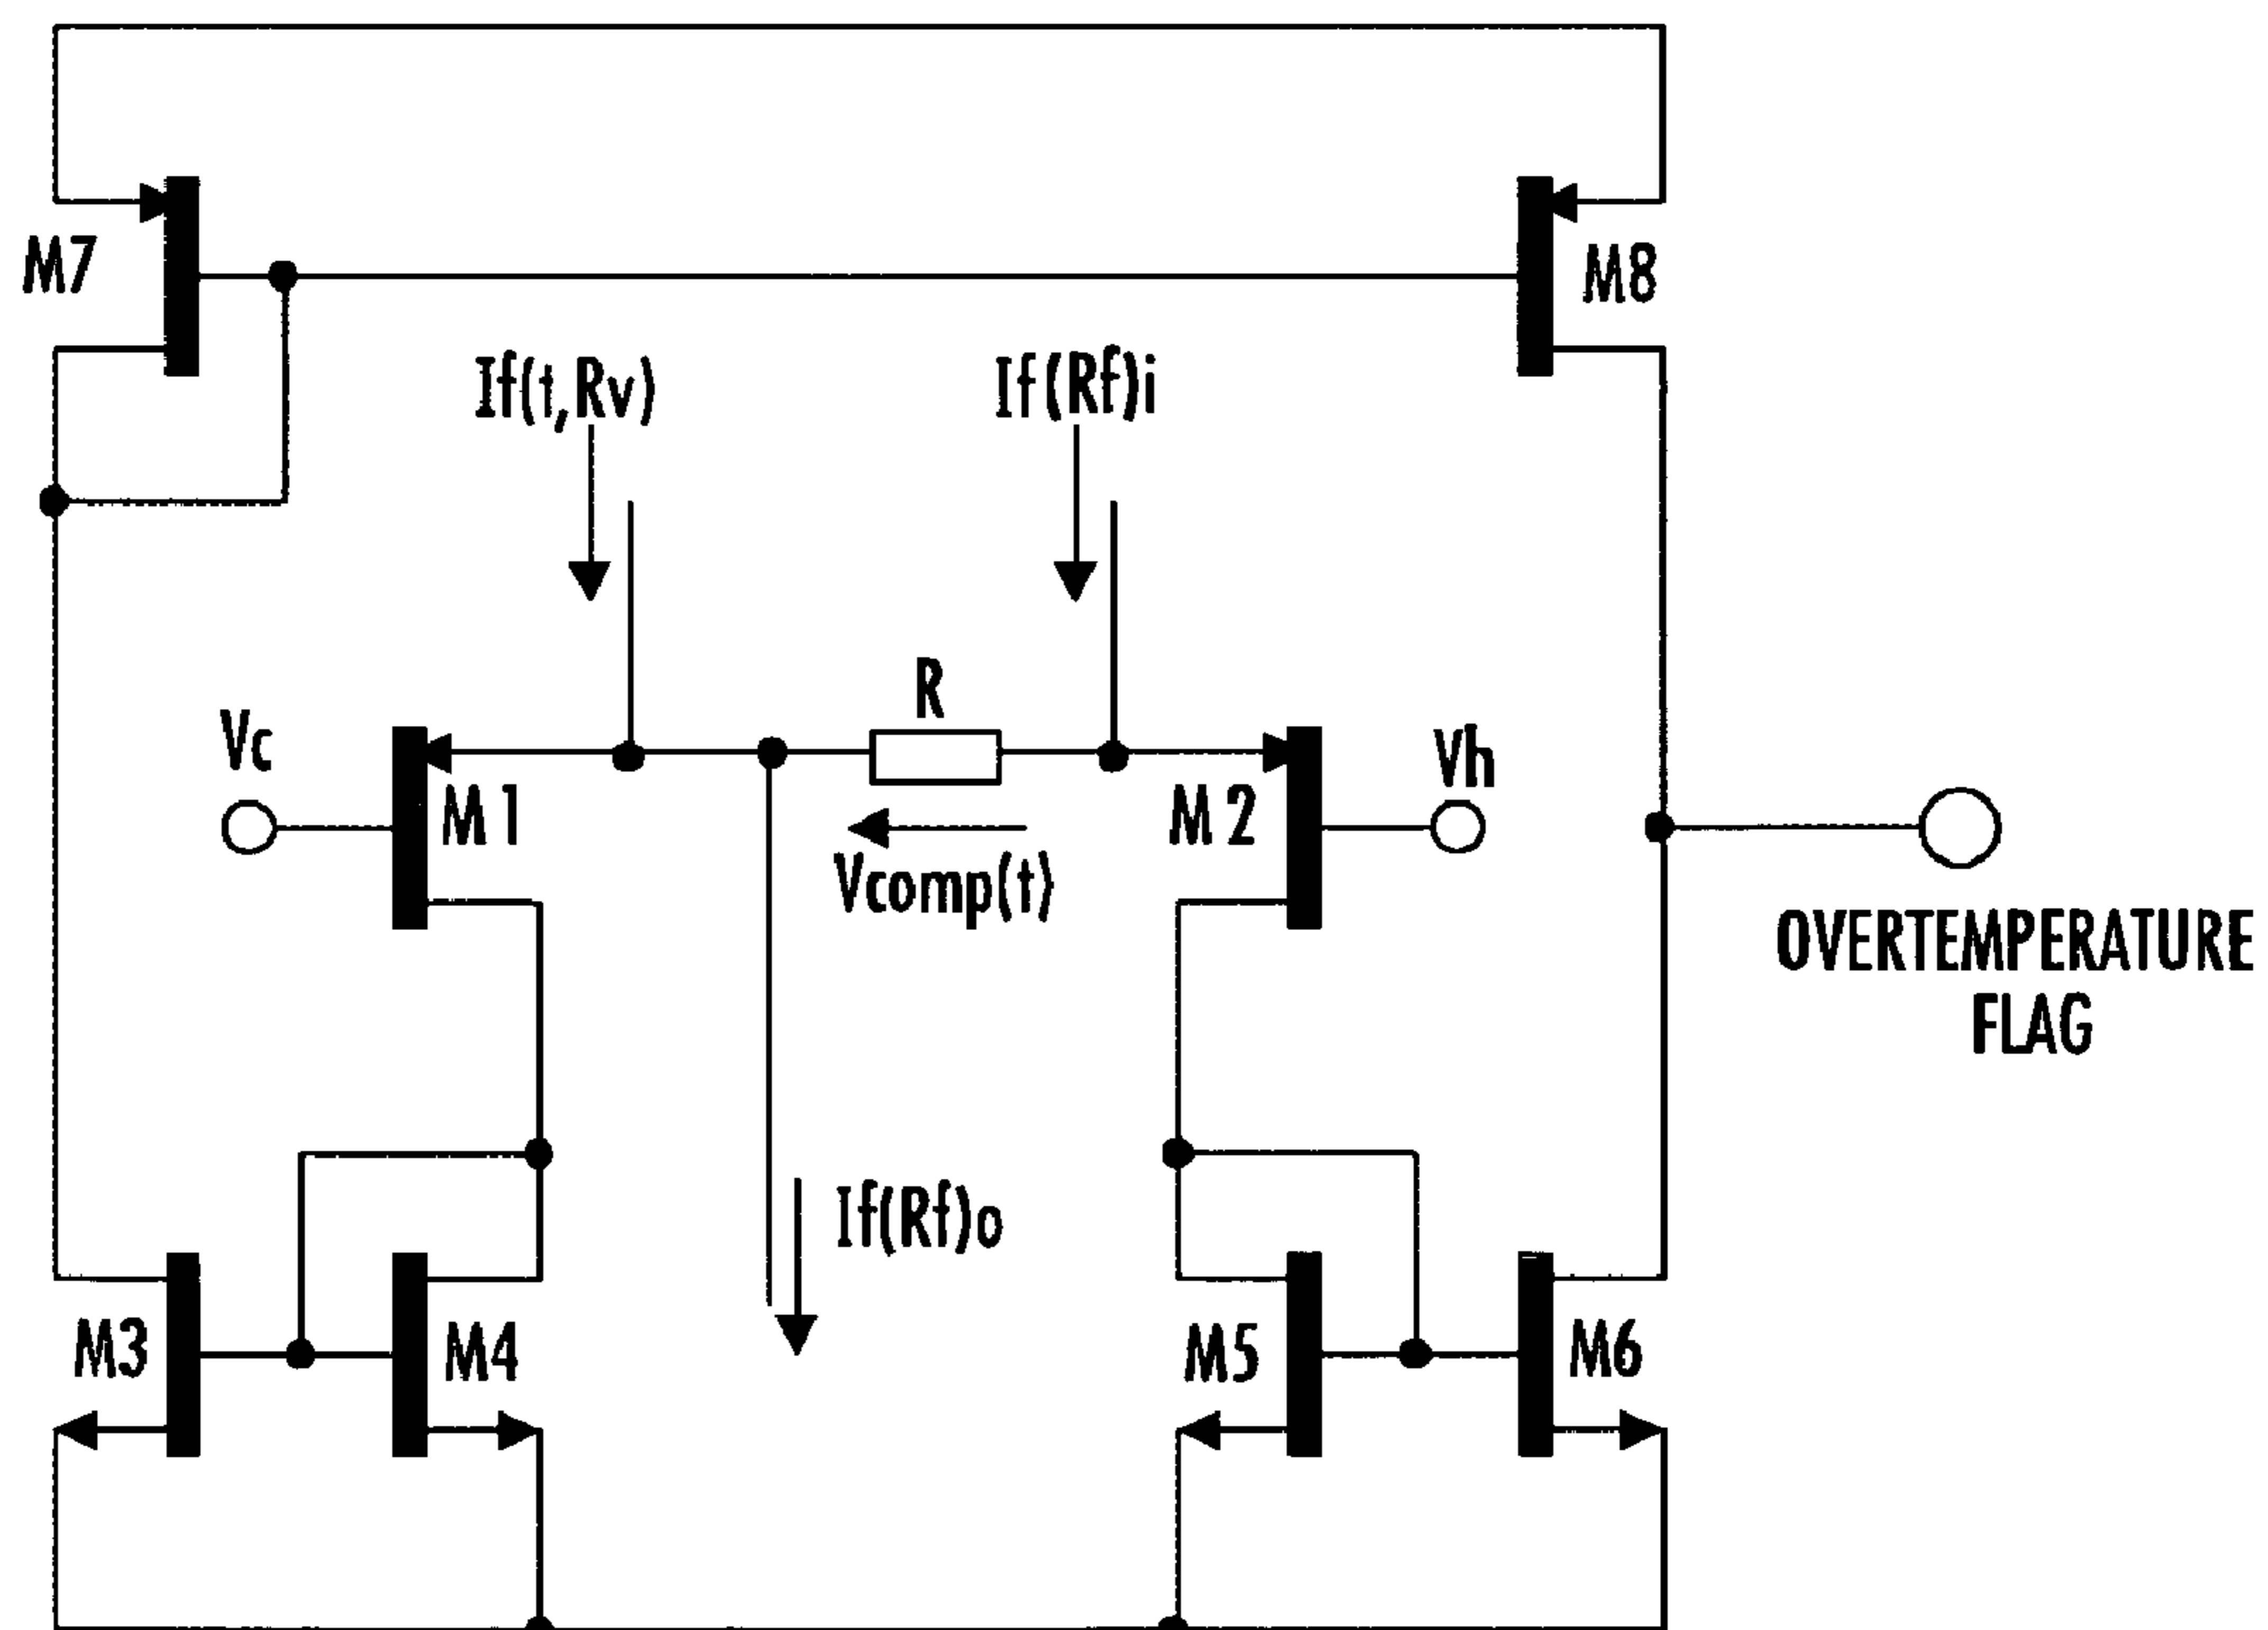 M7
M8
If(t,Rv)
If(Rf)i
R
Vc
Vh
M1
M2
Vcomp(t)
OVERTEMPERATURE
FLAG
If(Rf)o
M3
M4
M5
M6